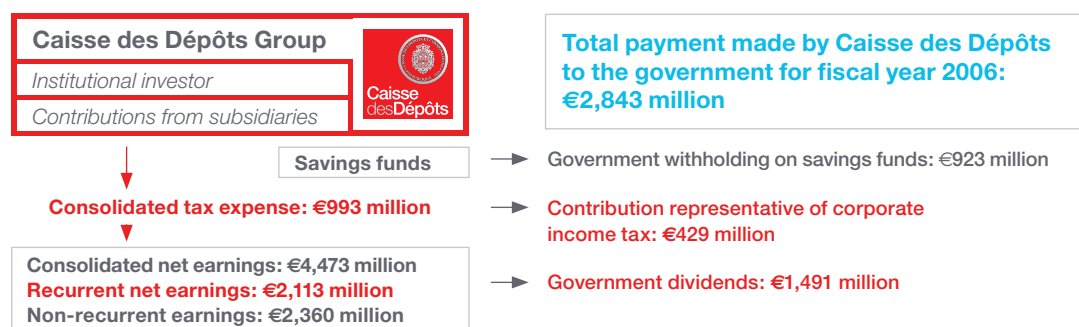 Caisse des Dépôts Group
Institutional investor
Contributions from subsidiaries
Caisse
desDépôts
Total payment made by Caisse des Dépôts
to the government for fiscal year 2006:
€2,843 million
Savings funds
Government withholding on savings funds: €923 million
Consolidated tax expense: €993 million
Contribution representative of corporate
income tax: €429 million
Consolidated net earnings: €4,473 million
Recurrent net earnings: €2,113 million
Non-recurrent earnings: €2,360 million
Government dividends: €1,491 million